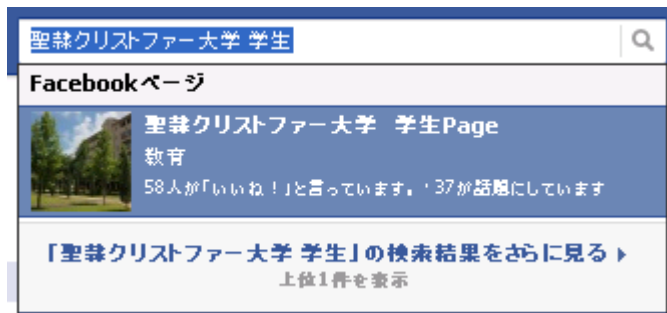 聖隷クリストファー大学 学生
Facebookページ
聖隷クリストファー大学　学生Page
教育
58人が「いいね！」と言っています。 · 37が話題にしています
「聖隷クリストファー大学 学生」の検索結果をさらに見る
上位1件を表示